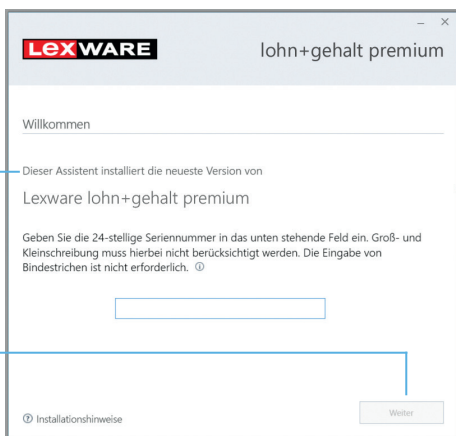 LEXWARE
lohn+gehalt premium
Willkommen
Dieser Assistent installiert die neueste Version von
Lexware lohn+gehalt premium
Geben Sie die 24-stellige Seriennummer in das unten stehende Feld ein. Groß- und
Kleinschreibung muss hierbei nicht berücksichtigt werden. Die Eingabe von
Bindestrichen ist nicht erforderlich.
Installationshinweise
Weiter